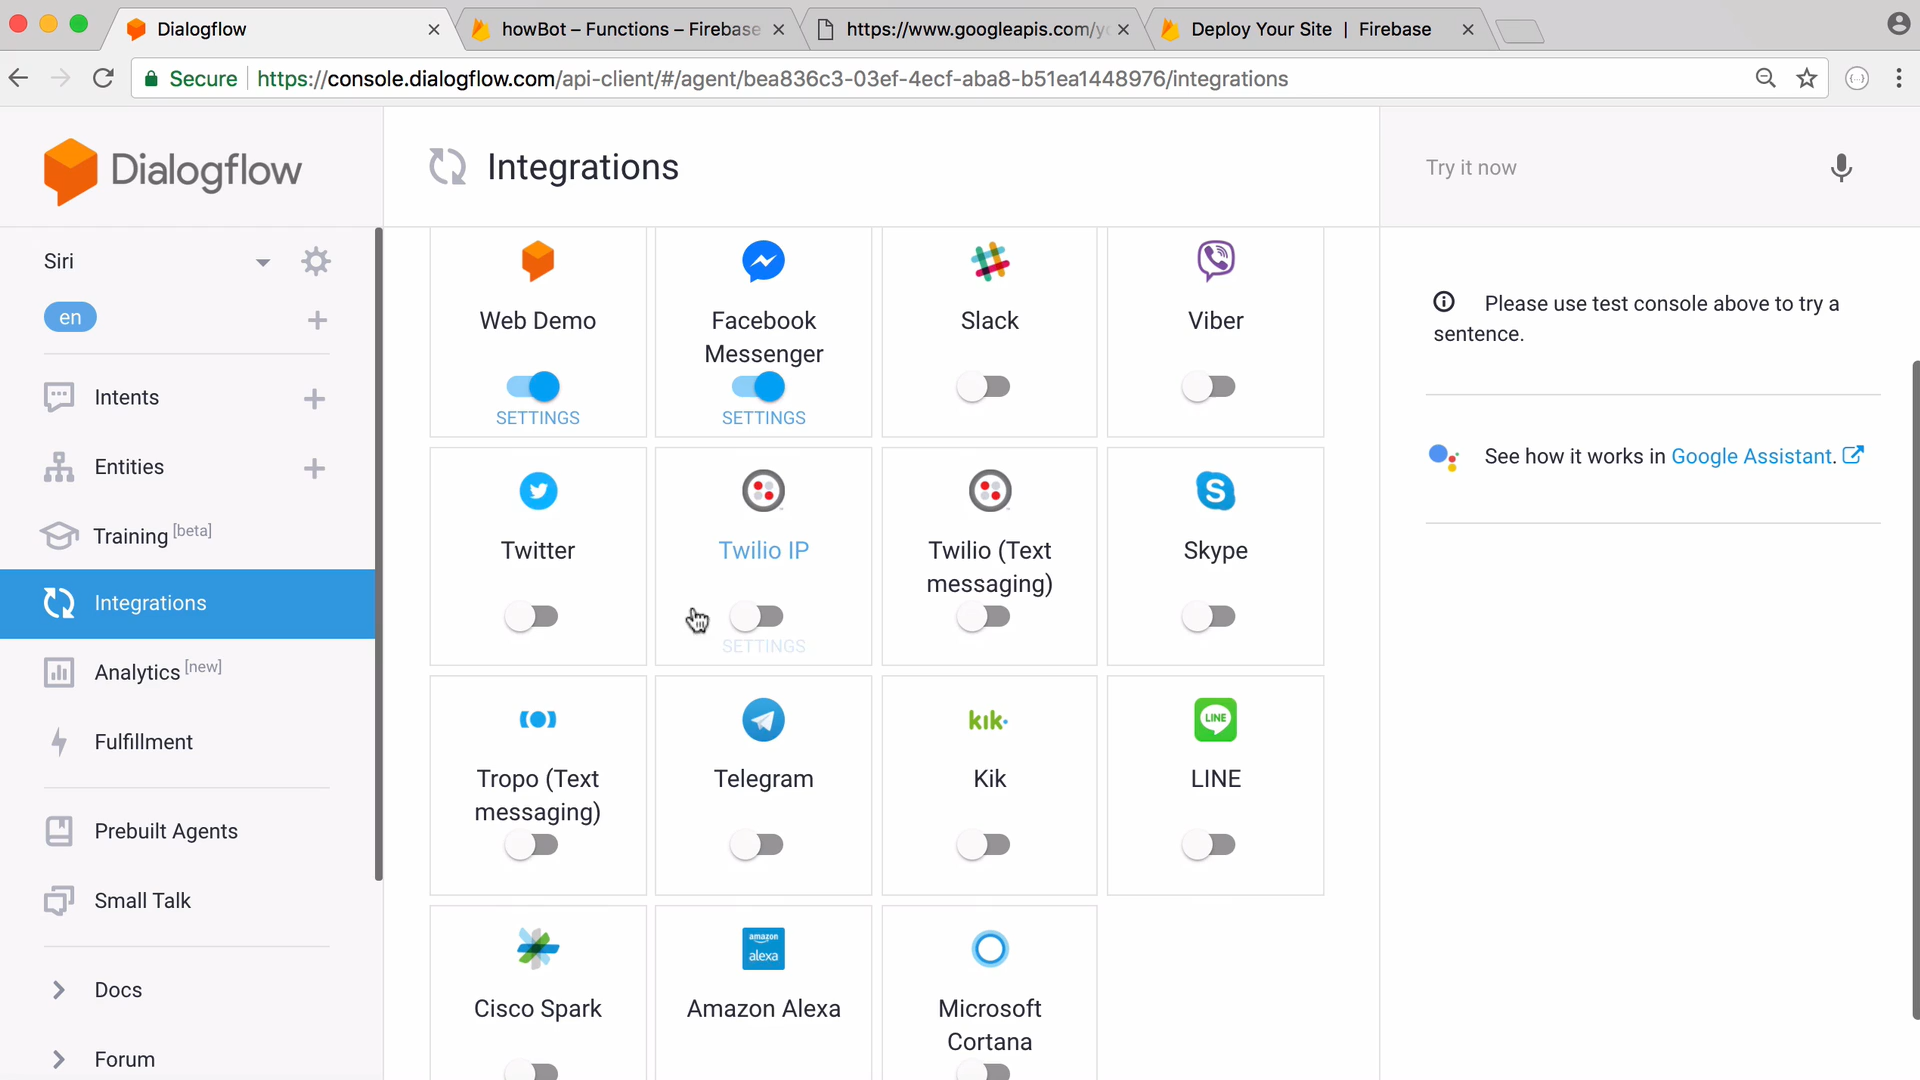 Dialogflow
howBot – Functions – Firebase
https://www.googleapis.com/y
Deploy Your Site | Firebase
Secure
https://console.dialogflow.com/api-client/#/agent/bea836c3-03ef-4ecf-aba8-b51ea1448976/integrations
Dialogflow
Siri
en
Intents
Entities
Training [beta]
Integrations
Analytics [new]
Fulfillment
Prebuilt Agents
Small Talk
Docs
Forum
Integrations
Web Demo
SETTINGS
Facebook
Messenger
SETTINGS
Slack
Viber
Twitter
Twilio IP
SETTINGS
Twilio (Text
messaging)
S
Skype
Tropo (Text
messaging)
Telegram
kik.
Kik
LINE
LINE
Cisco Spark
amazon
alexa
Amazon Alexa
Microsoft
Cortana
Try it now
Please use test console above to try a
sentence.
See how it works in Google Assistant.